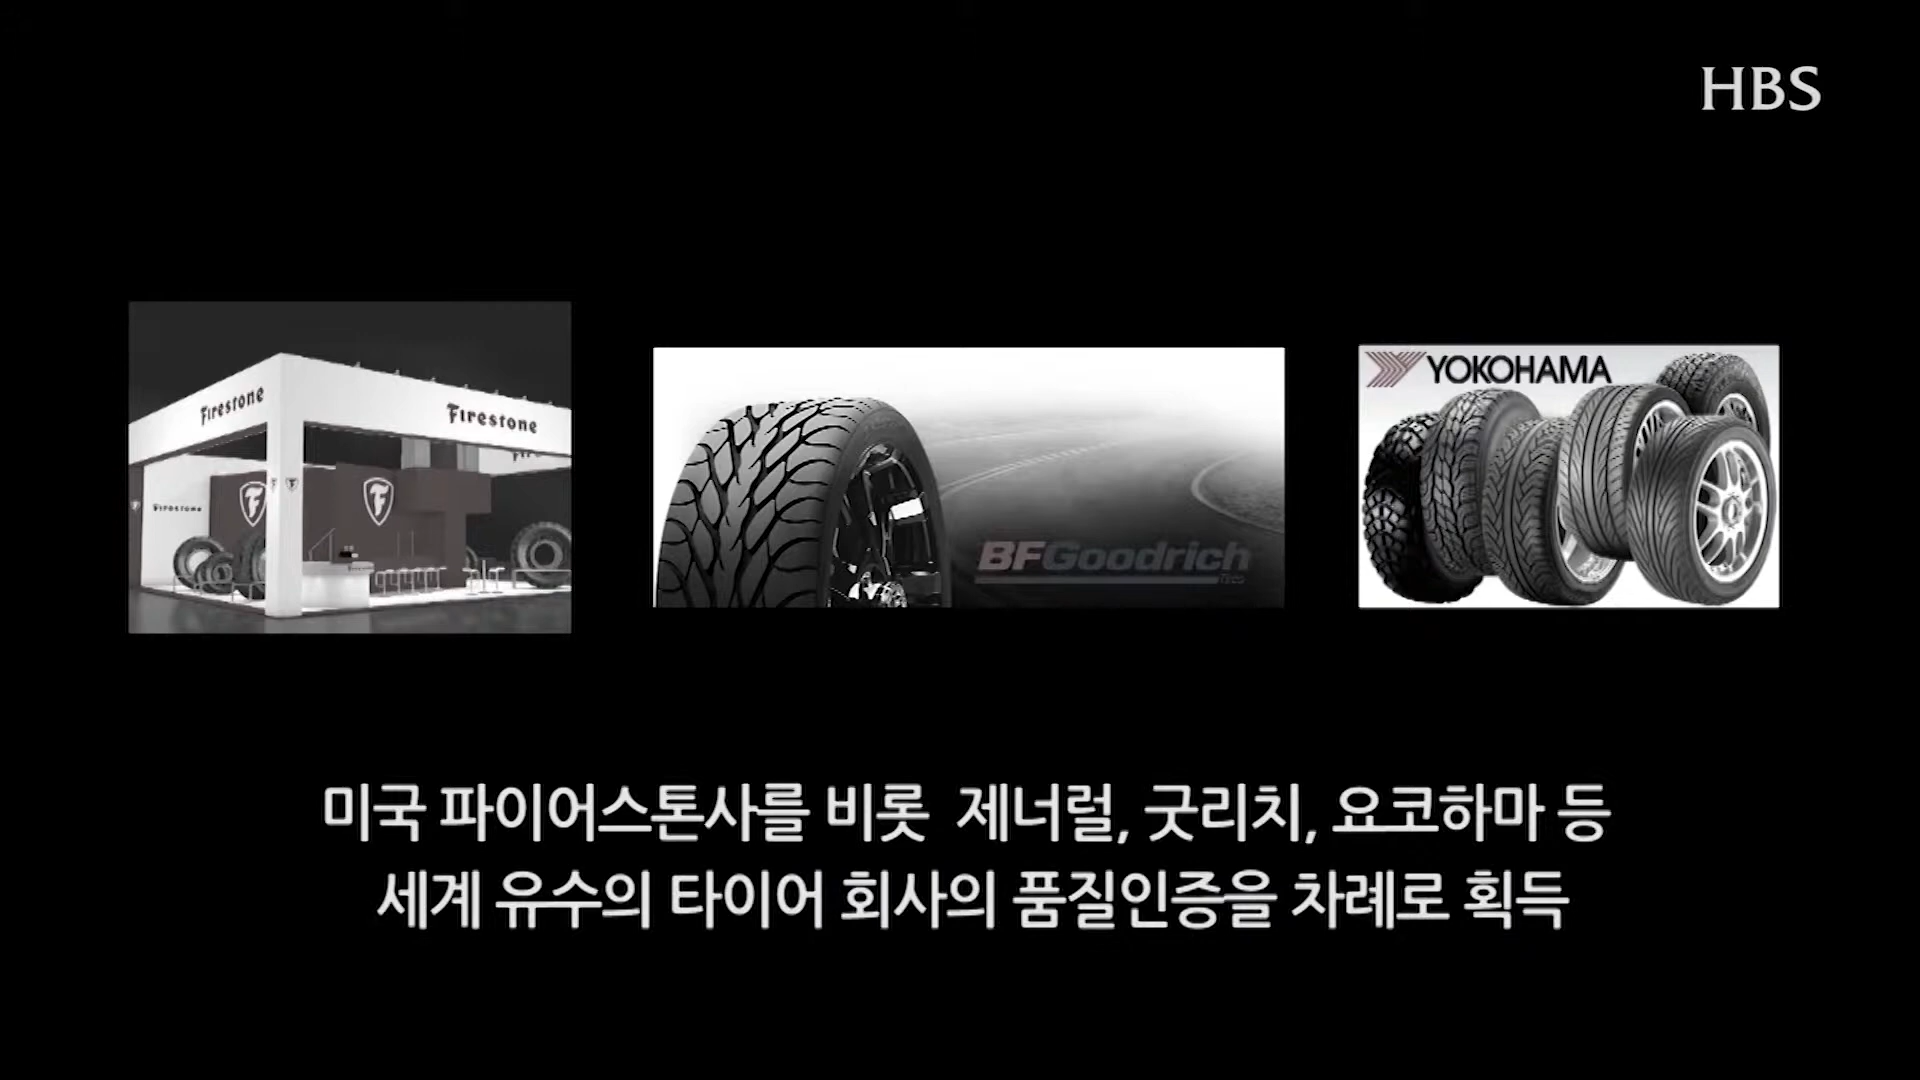 HBS
Firestone
Firestone
Firestone
BFGoodrich
Tires
YOKOHAMA
미국 파이어스톤사를 비롯 제너럴, 굿리치, 요코하마 등
세계 유수의 타이어 회사의 품질인증을 차례로 획득